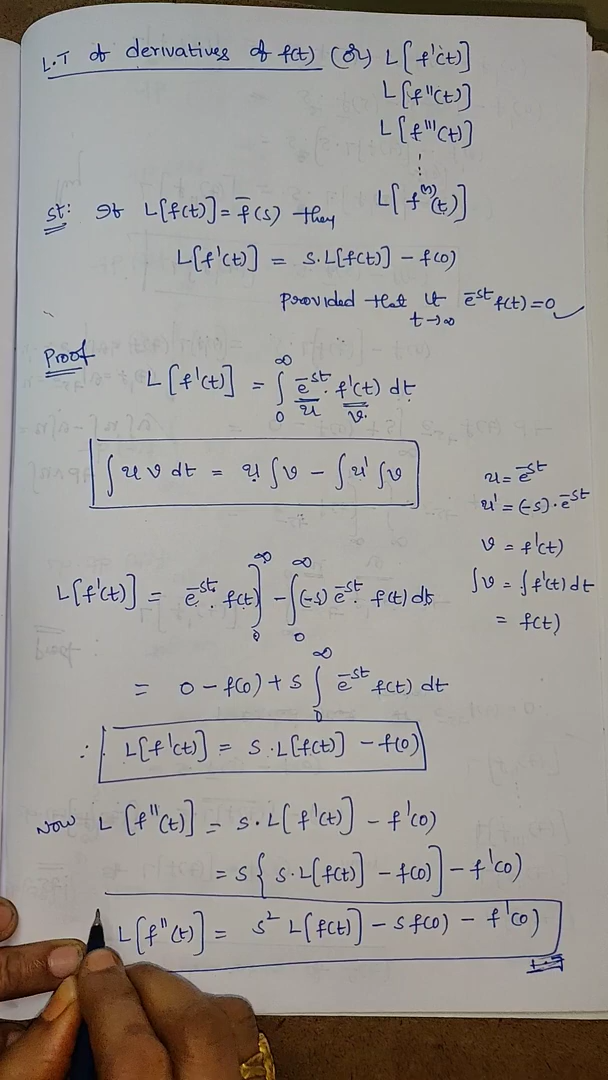 L.T of derivatives of f(t) (or) L[f'(t)]
L[f''(t)]
L[f'''(t)]
⋮
L[f⁽ⁿ⁾(t)]
st: If L[f(t)] = f̄(s) then
L[f'(t)] = s.L[f(t)] - f(0)
provided that lt e^-st f(t) = 0 ✓
t→∞
Proof
L[f'(t)] = ∫₀^∞ e^-st . f'(t) dt
u v
∫ u v dt = u ∫v - ∫ u' ∫v
u = e^-st
u' = (-s) . e^-st
v = f'(t)
∫v = ∫ f'(t) dt
= f(t)
L[f'(t)] = e^-st . f(t) ]₀^∞ - ∫₀^∞ (-s) e^-st . f(t) dt
= 0 - f(0) + s ∫₀^∞ e^-st f(t) dt
∴ L[f'(t)] = s . L[f(t)] - f(0)
Now L[f''(t)] = s . L[f'(t)] - f'(0)
= s { s . L[f(t)] - f(0) ] - f'(0)
L[f''(t)] = s² L[f(t)] - s f(0) - f'(0)